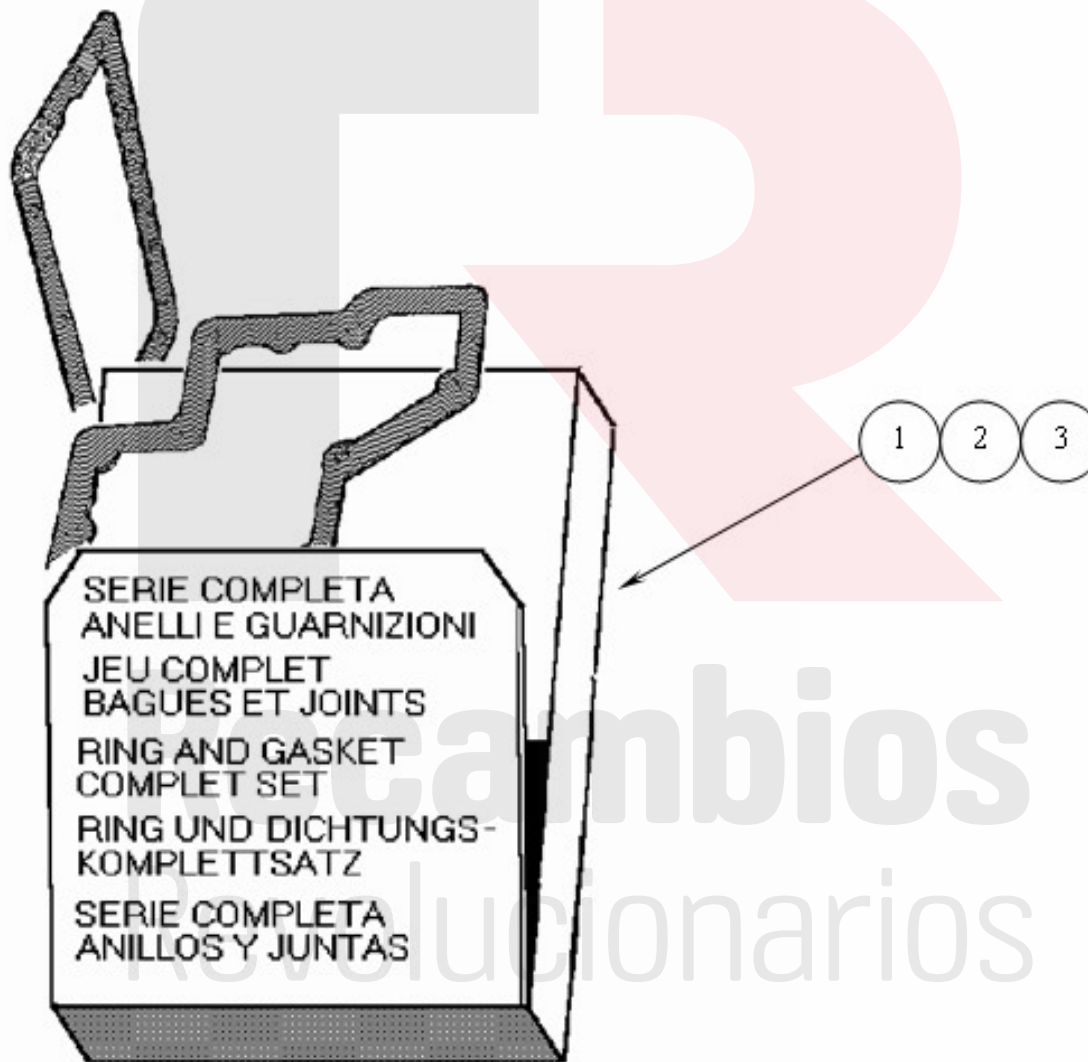 1 2 3
SERIE COMPLETA
ANELLI E GUARNIZIONI
JEU COMPLET
BAGUES ET JOINTS
RING AND GASKET
COMPLET SET
RING UND DICHTUNGS-
KOMPLETTSATZ
SERIE COMPLETA
ANILLOS Y JUNTAS
Recambios
Revolucionarios